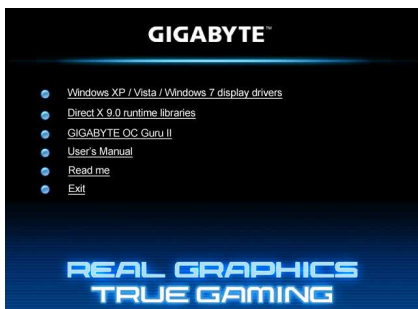 GIGABYTE™
Windows XP / Vista / Windows 7 display drivers
Direct X 9.0 runtime libraries
GIGABYTE OC Guru II
User's Manual
Read me
Exit
REAL GRAPHICS
TRUE GAMING